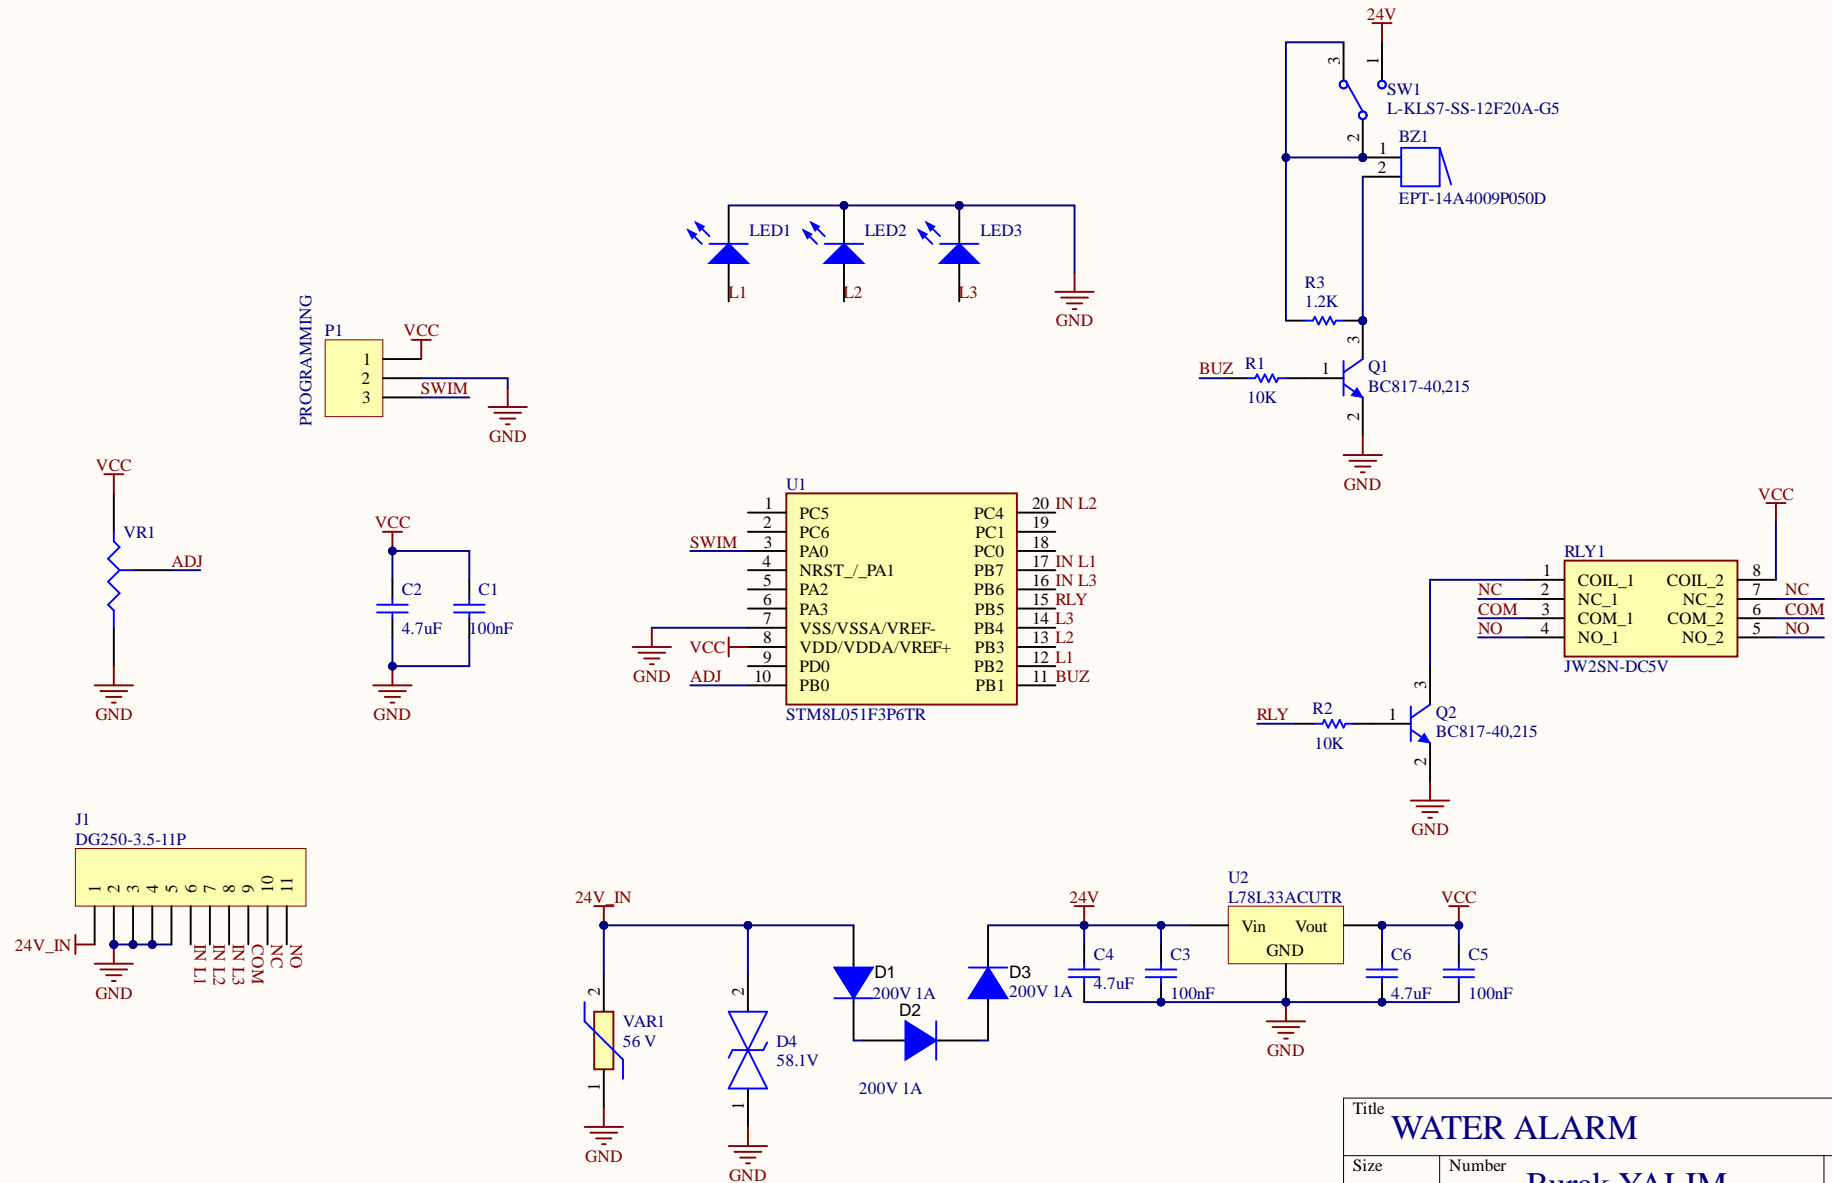 24V
3
1
SW1
L-KLS7-SS-12F20A-G5
2
BZ1
1
2
EPT-14A4009P050D
LED1
LED2
LED3
L1
L2
L3
GND
R3
1.2K
3
BUZ
R1
10K
1
Q1
BC817-40,215
2
GND
PROGRAMMING
P1
VCC
1
2
3
SWIM
GND
VCC
VR1
ADJ
GND
VCC
C2
C1
4.7uF
100nF
GND
U1
1 PC5 PC4 20 IN L2
2 PC6 PC1 19
SWIM 3 PA0 PC0 18
4 NRST_/_PA1 PB7 17 IN L1
5 PA2 PB6 16 IN L3
6 PA3 PB5 15 RLY
7 VSS/VSSA/VREF- PB4 14 L3
VCC 8 VDD/VDDA/VREF+ PB3 13 L2
9 PD0 PB2 12 L1
ADJ 10 PB0 PB1 11 BUZ
GND
STM8L051F3P6TR
VCC
RLY1
1 COIL_1 COIL_2 8
NC 2 NC_1 NC_2 7 NC
COM 3 COM_1 COM_2 6 COM
NO 4 NO_1 NO_2 5 NO
JW2SN-DC5V
3
RLY
R2
10K
1
Q2
BC817-40,215
2
GND
J1
DG250-3.5-11P
1 2 3 4 5 6 7 8 9 10 11
24V_IN
GND
IN L1
IN L2
IN L3
COM
NC
NO
24V_IN
2
VAR1
56 V
1
GND
2
D4
58.1V
1
GND
D1
200V 1A
D2
200V 1A
D3
200V 1A
24V
C4
4.7uF
C3
100nF
U2
L78L33ACUTR
Vin Vout
GND
GND
VCC
C6
4.7uF
C5
100nF
Title
WATER ALARM
Size
Number
Burak YALIM